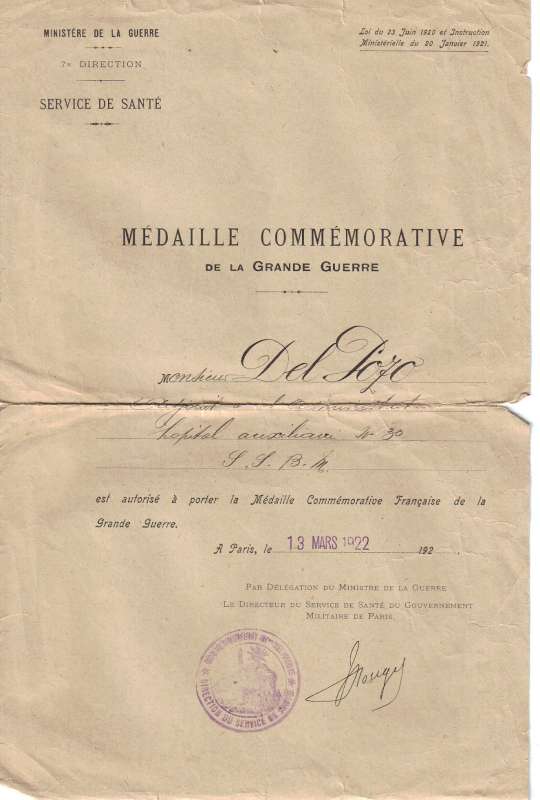 MINISTÈRE DE LA GUERRE
7e DIRECTION
SERVICE DE SANTÉ
Loi du 23 Juin 1920 et Instruction
Ministérielle du 20 Janvier 1921.
MÉDAILLE COMMÉMORATIVE
DE LA GRANDE GUERRE
Monsieur Del Pozo
hôpital auxiliaire N° 30
S. S. B. M.
est autorisé à porter la Médaille Commémorative Française de la
Grande Guerre.
A Paris, le 13 MARS 1922 192
PAR DÉLÉGATION DU MINISTRE DE LA GUERRE
LE DIRECTEUR DU SERVICE DE SANTÉ DU GOUVERNEMENT
MILITAIRE DE PARIS.
DIRECTION DU SERVICE DE SANTÉ